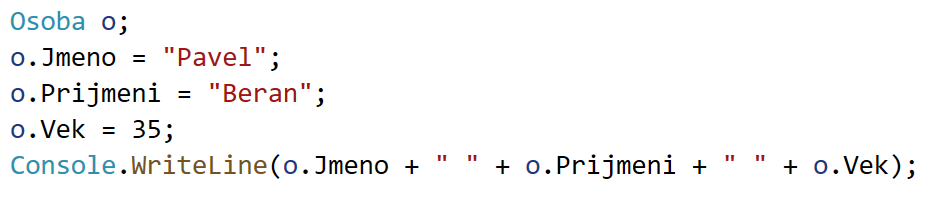 Osoba o;
o.Jmeno = "Pavel";
o.Prijmeni = "Beran";
o.Vek = 35;
Console.WriteLine(o.Jmeno + " " + o.Prijmeni + " " + o.Vek);